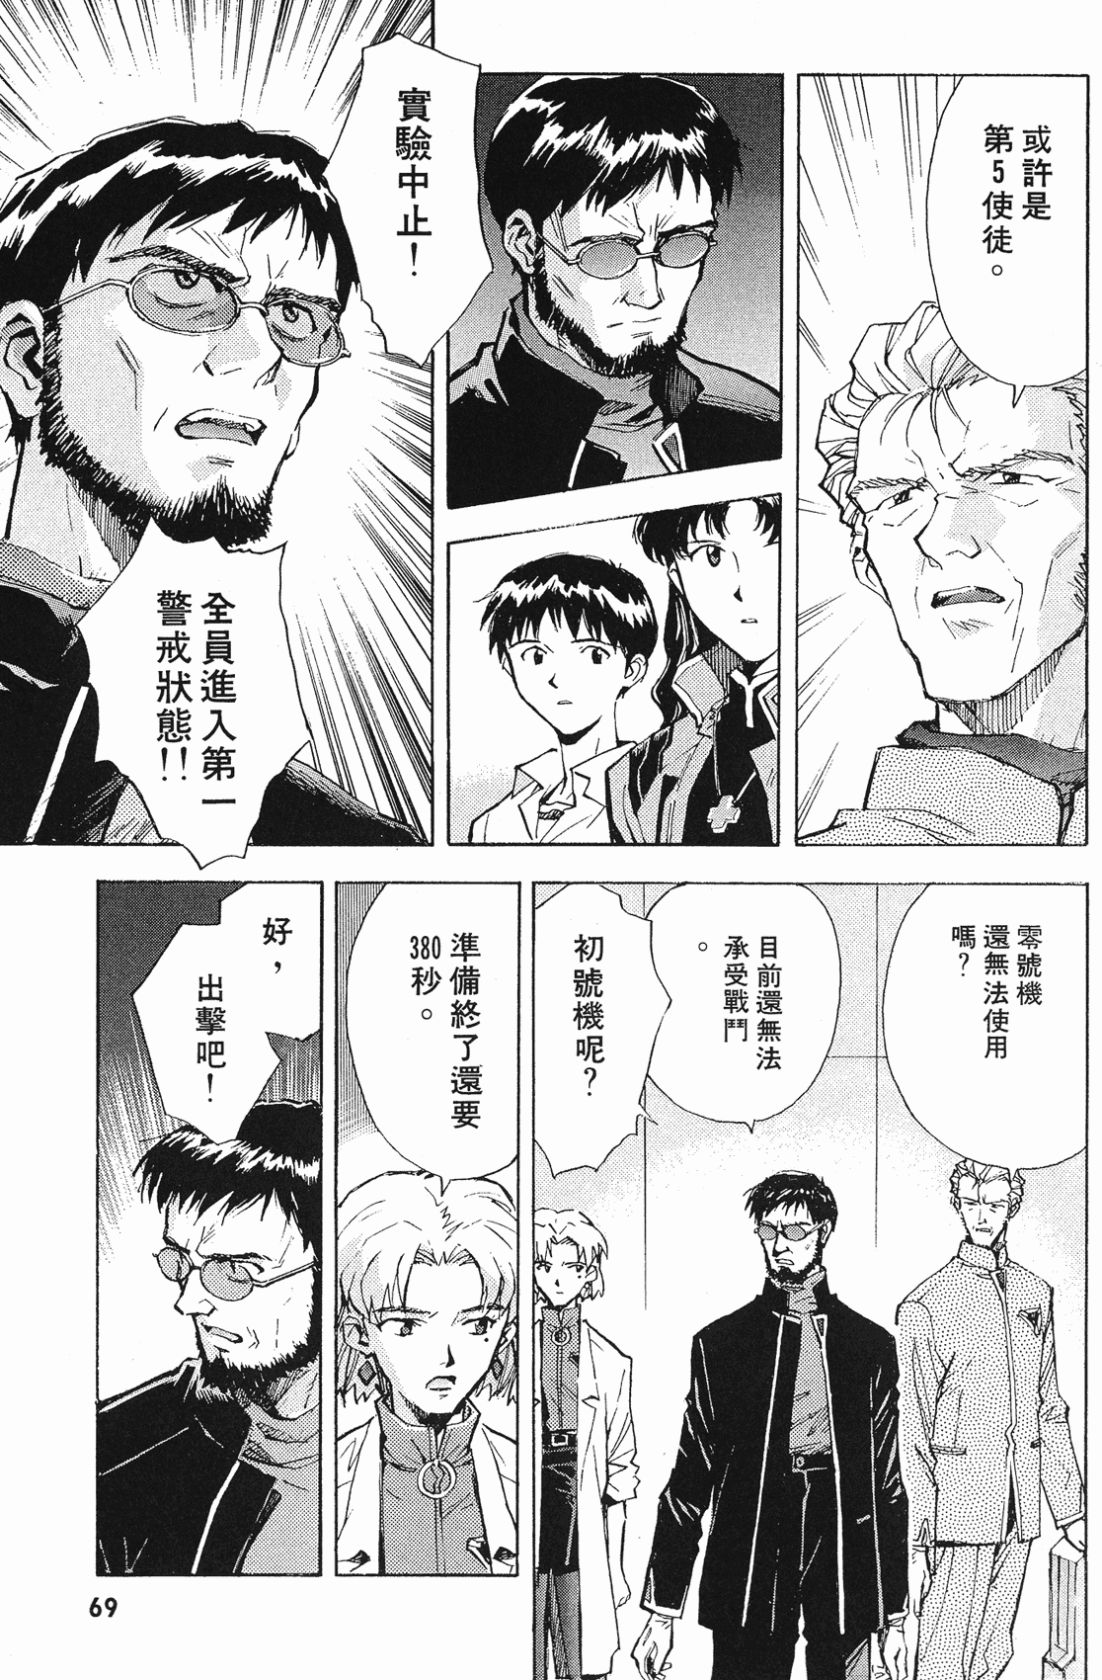 或許是
第5使徒。
實驗中止！
全員進入第一
警戒狀態!!
零號機
還無法使用
嗎?
目前還無法
承受戰鬥
。
初號機呢?
準備終了還要
380秒。
好，
出擊吧！
69